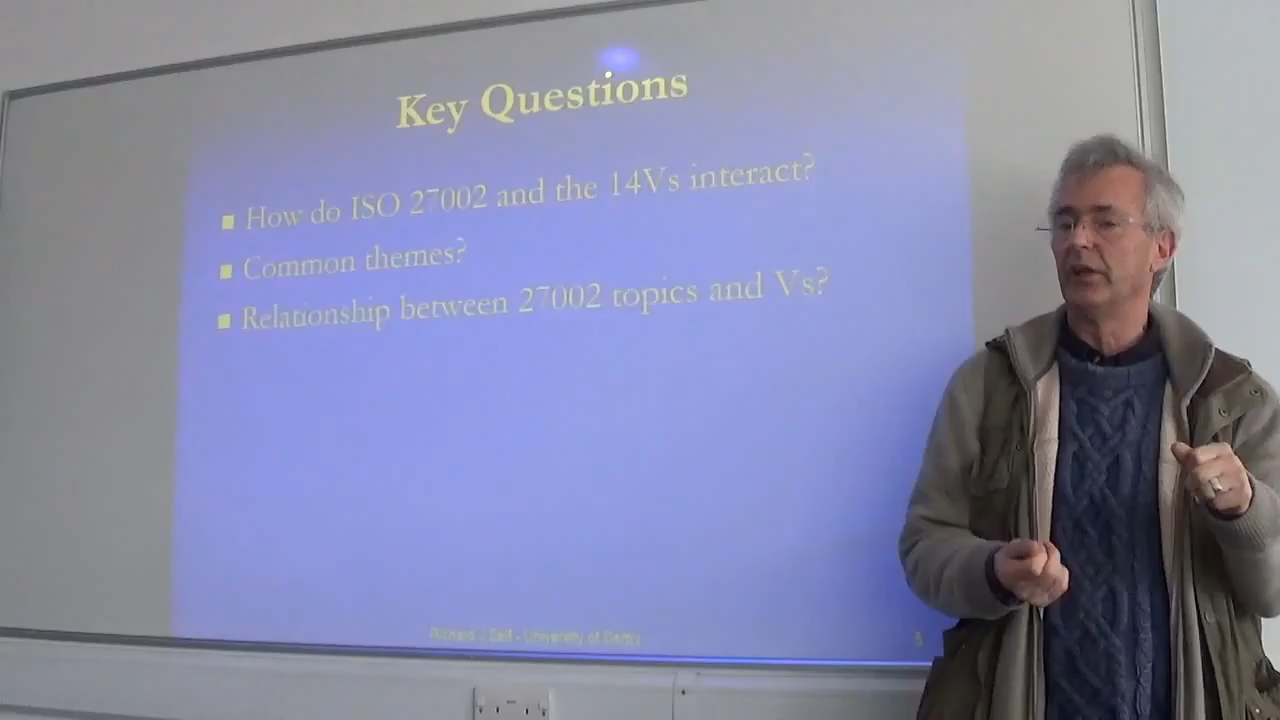 Key Questions
How do ISO 27002 and the 14Vs interact?
Common themes?
Relationship between 27002 topics and Vs?
Richard J Self - University of Derby